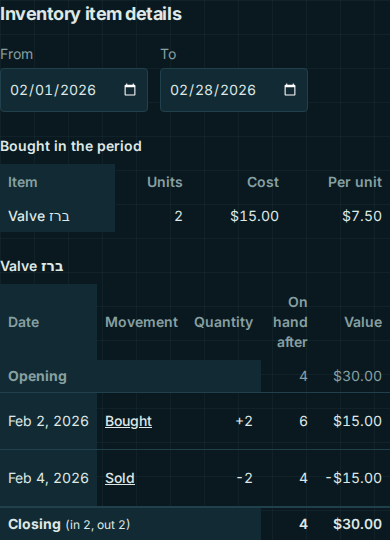 Inventory item details
From To
02/01/2026 02/28/2026
Bought in the period
Item Units Cost Per unit
Valve ברז 2 $15.00 $7.50
Valve ברז
Date Movement Quantity On hand after Value
Opening 4 $30.00
Feb 2, 2026 Bought +2 6 $15.00
Feb 4, 2026 Sold -2 4 -$15.00
Closing (in 2, out 2) 4 $30.00